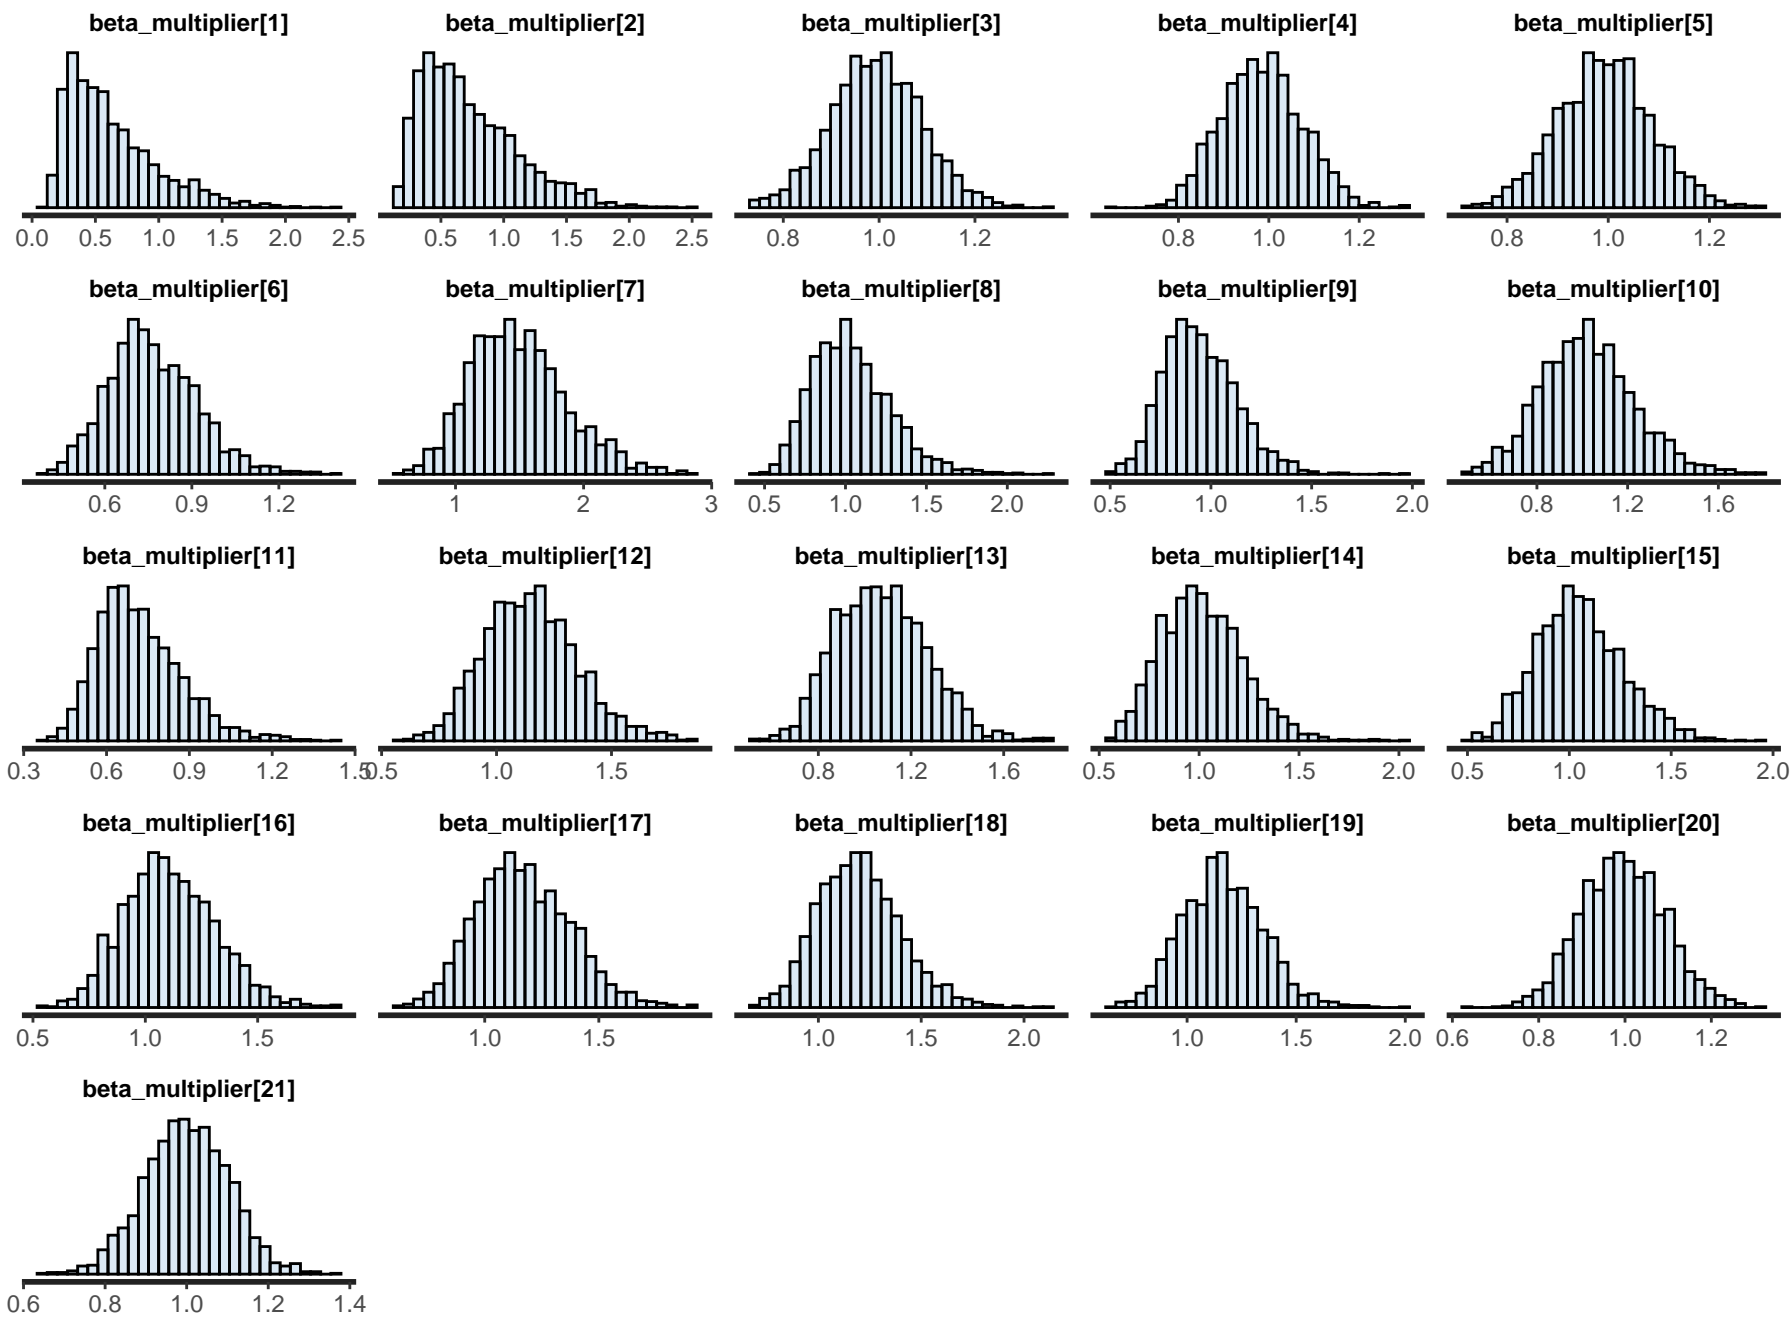 beta_multiplier[1] beta_multiplier[2] beta_multiplier[3] beta_multiplier[4] beta_multiplier[5]
0.0 0.5 1.0 1.5 2.0 2.5 0.5 1.0 1.5 2.0 2.5 0.8 1.0 1.2 0.8 1.0 1.2 0.8 1.0 1.2
beta_multiplier[6] beta_multiplier[7] beta_multiplier[8] beta_multiplier[9] beta_multiplier[10]
0.6 0.9 1.2 1 2 3 0.5 1.0 1.5 2.0 0.5 1.0 1.5 2.0 0.8 1.2 1.6
beta_multiplier[11] beta_multiplier[12] beta_multiplier[13] beta_multiplier[14] beta_multiplier[15]
0.3 0.6 0.9 1.2 1.5 0.5 1.0 1.5 0.8 1.2 1.6 0.5 1.0 1.5 2.0 0.5 1.0 1.5 2.0
beta_multiplier[16] beta_multiplier[17] beta_multiplier[18] beta_multiplier[19] beta_multiplier[20]
0.5 1.0 1.5 1.0 1.5 1.0 1.5 2.0 1.0 1.5 2.0 0.6 0.8 1.0 1.2
beta_multiplier[21]
0.6 0.8 1.0 1.2 1.4